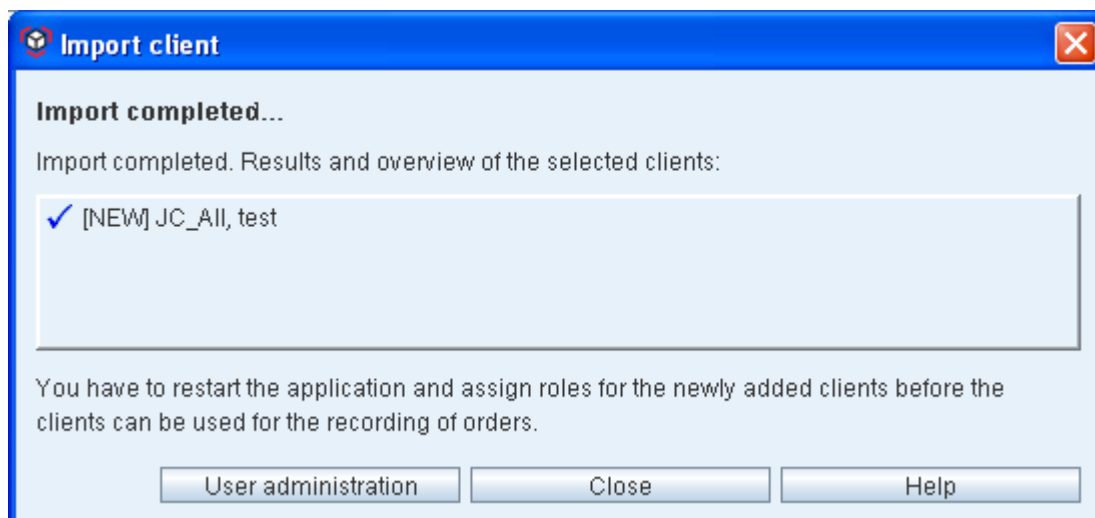 Import client
Import completed...
Import completed. Results and overview of the selected clients:
[NEW] JC_All, test
You have to restart the application and assign roles for the newly added clients before the
clients can be used for the recording of orders.
User administration
Close
Help